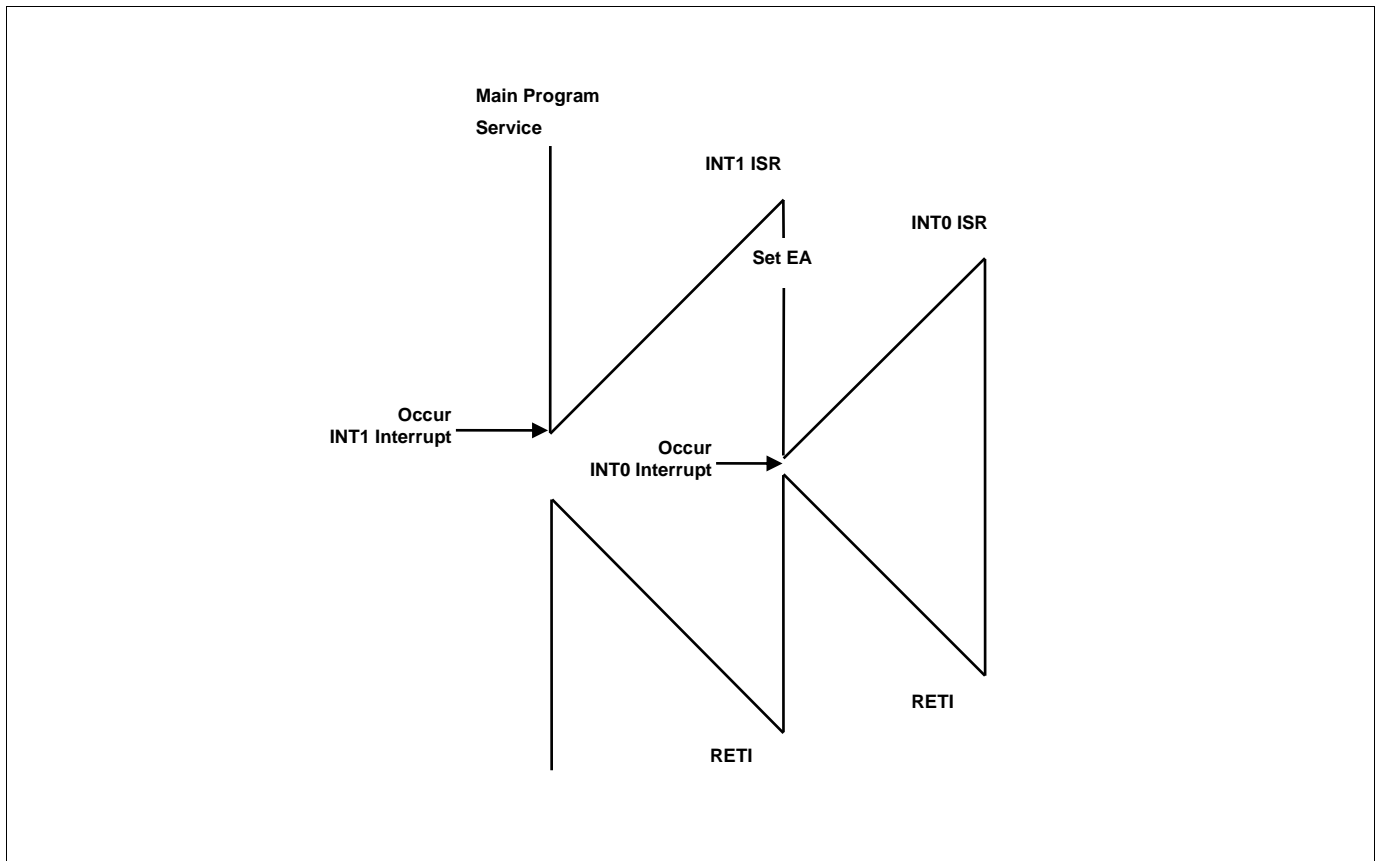 Main Program
Service
INT1 ISR
INT0 ISR
Set EA
Occur
INT1 Interrupt
Occur
INT0 Interrupt
RETI
RETI